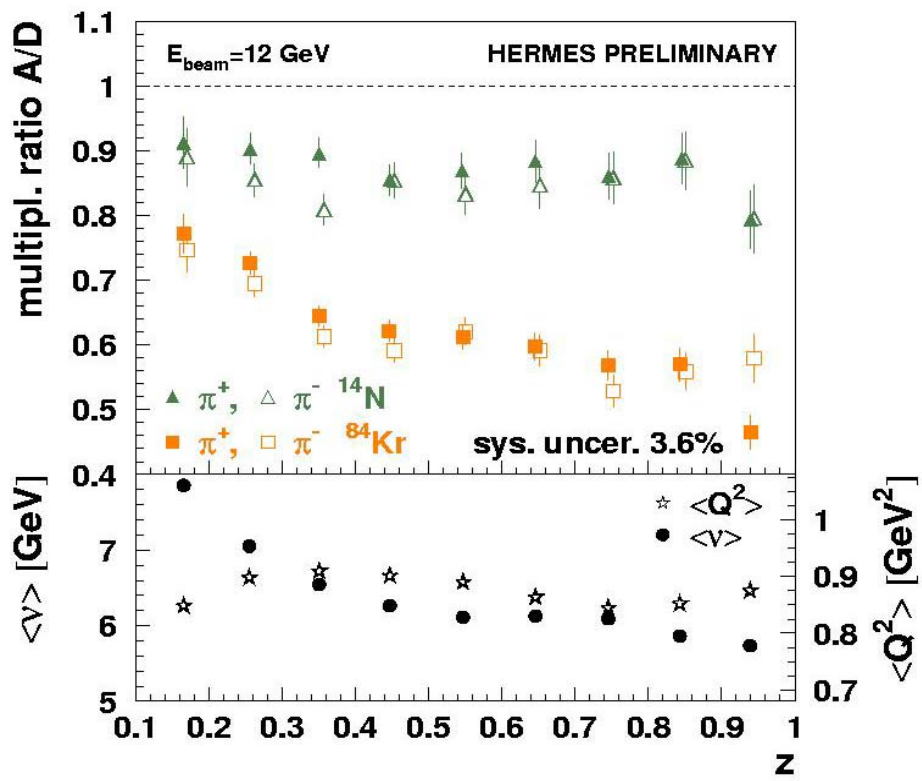 multipl. ratio A/D
1.1
1
0.9
0.8
0.7
0.6
0.5
0.4
E_beam=12 GeV
HERMES PRELIMINARY
π⁺, π⁻ ¹⁴N
π⁺, π⁻ ⁸⁴Kr
sys. uncer. 3.6%
<ν> [GeV]
7
6
5
<Q²>
<ν>
1
0.9
0.8
0.7
<Q²> [GeV²]
0.1 0.2 0.3 0.4 0.5 0.6 0.7 0.8 0.9 1
z